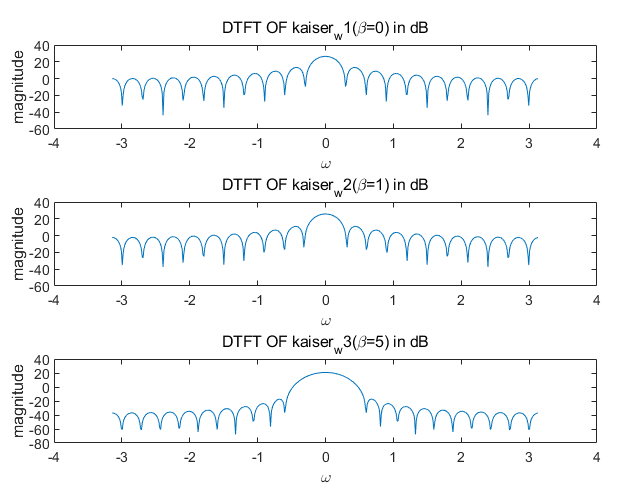 DTFT OF kaiser_w1(β=0) in dB
40
20
0
-20
-40
-60
magnitude
-4 -3 -2 -1 0 1 2 3 4
ω
DTFT OF kaiser_w2(β=1) in dB
40
20
0
-20
-40
-60
magnitude
-4 -3 -2 -1 0 1 2 3 4
ω
DTFT OF kaiser_w3(β=5) in dB
40
20
0
-20
-40
-60
-80
magnitude
-4 -3 -2 -1 0 1 2 3 4
ω